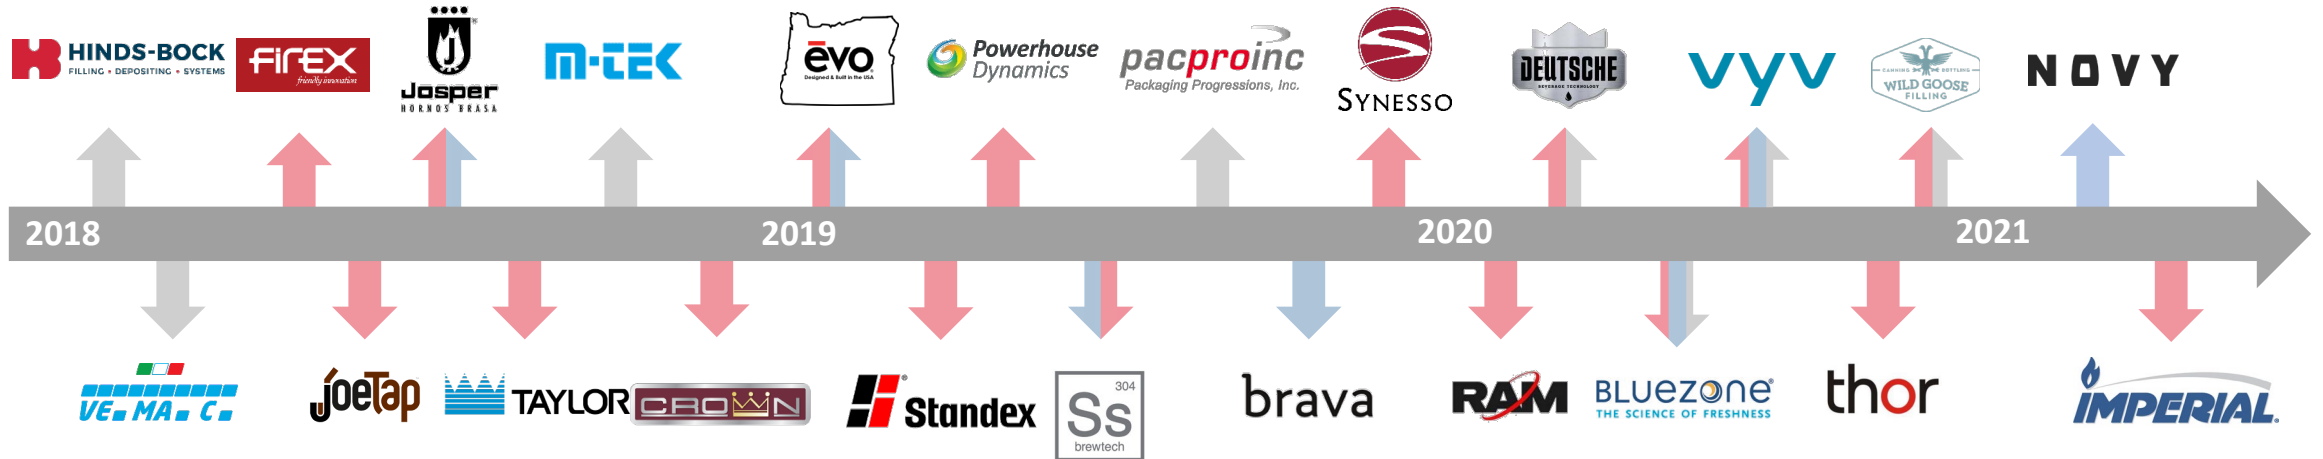 HINDS-BOCK
FILLING • DEPOSITING • SYSTEMS
FiREX
friendly innovation
J
Josper
HORNOS BRASA
M-TEK
ēvo
Designed & Built in the USA
Powerhouse
Dynamics
pacproinc
Packaging Progressions, Inc.
SYNESSO
DEUTSCHE
BEVERAGE TECHNOLOGY
vyv
CANNING BOTTLING
WILD GOOSE
FILLING
NOVY
2018
2019
2020
2021
VE.MA.C.
JoeTap
TAYLOR
CROWN
Standex
304
Ss
brewtech
brava
RAM
BLUEZONE®
THE SCIENCE OF FRESHNESS
thor
IMPERIAL.